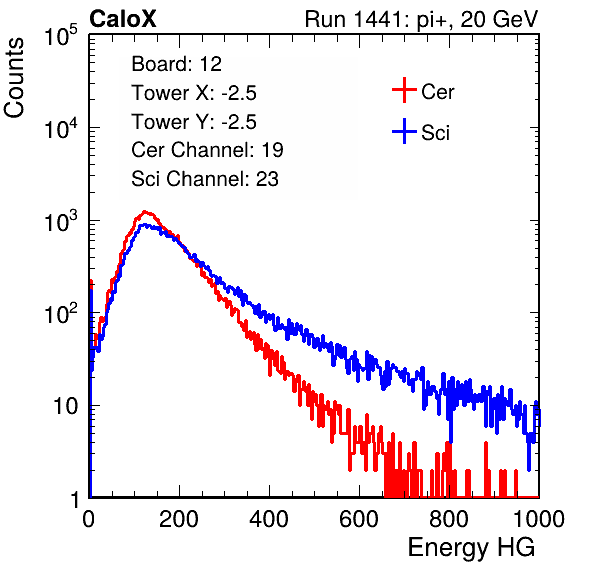 CaloX Run 1441: pi+, 20 GeV
Counts
10^5
10^4
10^3
10^2
10
1
Board: 12
Tower X: -2.5
Tower Y: -2.5
Cer Channel: 19
Sci Channel: 23
Cer
Sci
0 200 400 600 800 1000
Energy HG